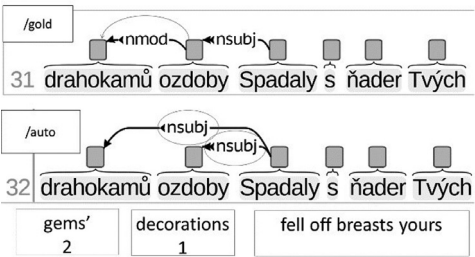 /gold
nmod nsubj
31 drahokamů ozdoby Spadaly s ňader Tvých
/auto
nsubj
nsubj
32 drahokamů ozdoby Spadaly s ňader Tvých
gems' decorations fell off breasts yours
2 1